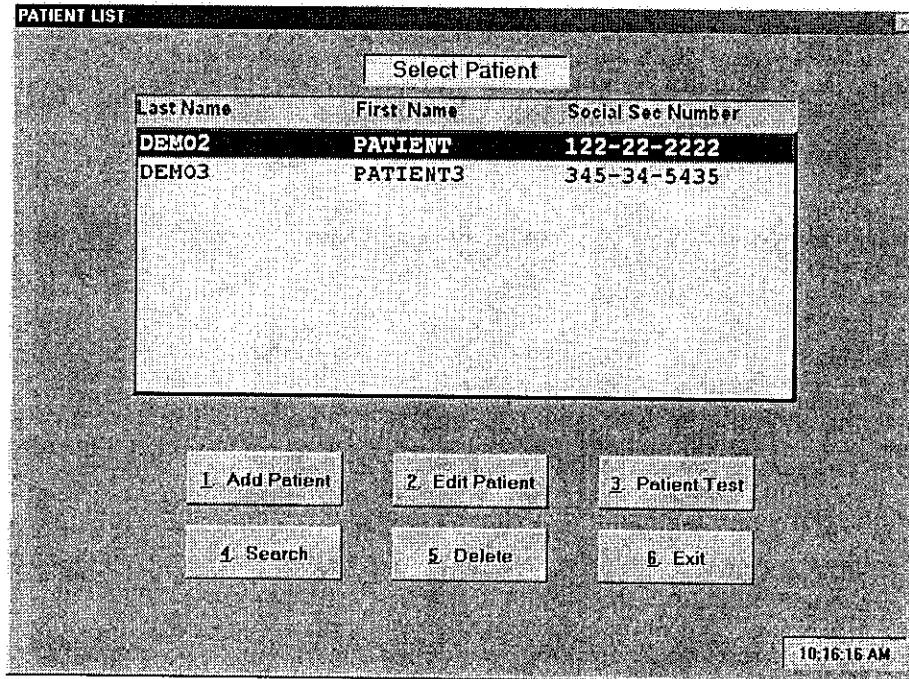 PATIENT LIST
Select Patient
Last Name First Name Social Sec Number
DEMO2 PATIENT 122-22-2222
DEMO3 PATIENT3 345-34-5435
1. Add Patient 2. Edit Patient 3. Patient Test
4. Search 5. Delete 6. Exit
10:16:16 AM